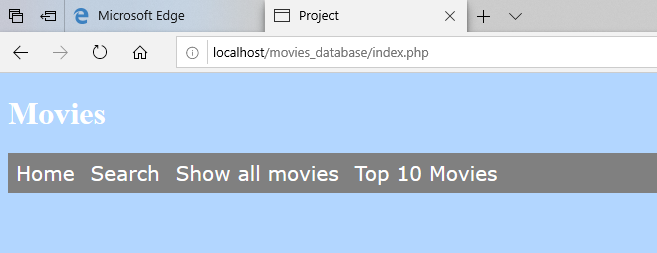 Microsoft Edge
Project
localhost/movies_database/index.php
Movies
Home Search Show all movies Top 10 Movies